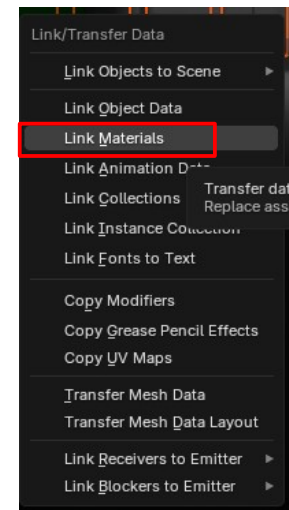 Link/Transfer Data
Link Objects to Scene
Link Object Data
Link Materials
Link Animation Data
Transfer dat
Link Collections
Replace ass
Link Instance Collection
Link Fonts to Text
Copy Modifiers
Copy Grease Pencil Effects
Copy UV Maps
Transfer Mesh Data
Transfer Mesh Data Layout
Link Receivers to Emitter
Link Blockers to Emitter